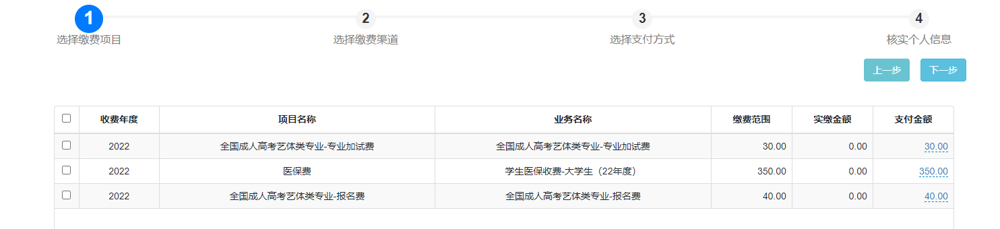 1 2 3 4
选择缴费项目 选择缴费渠道 选择支付方式 核实个人信息
上一步 下一步
收费年度 项目名称 业务名称 缴费范围 实缴金额 支付金额
2022 全国成人高考艺体类专业-专业加试费 全国成人高考艺体类专业-专业加试费 30.00 0.00 30.00
2022 医保费 学生医保收费-大学生（22年度） 350.00 0.00 350.00
2022 全国成人高考艺体类专业-报名费 全国成人高考艺体类专业-报名费 40.00 0.00 40.00